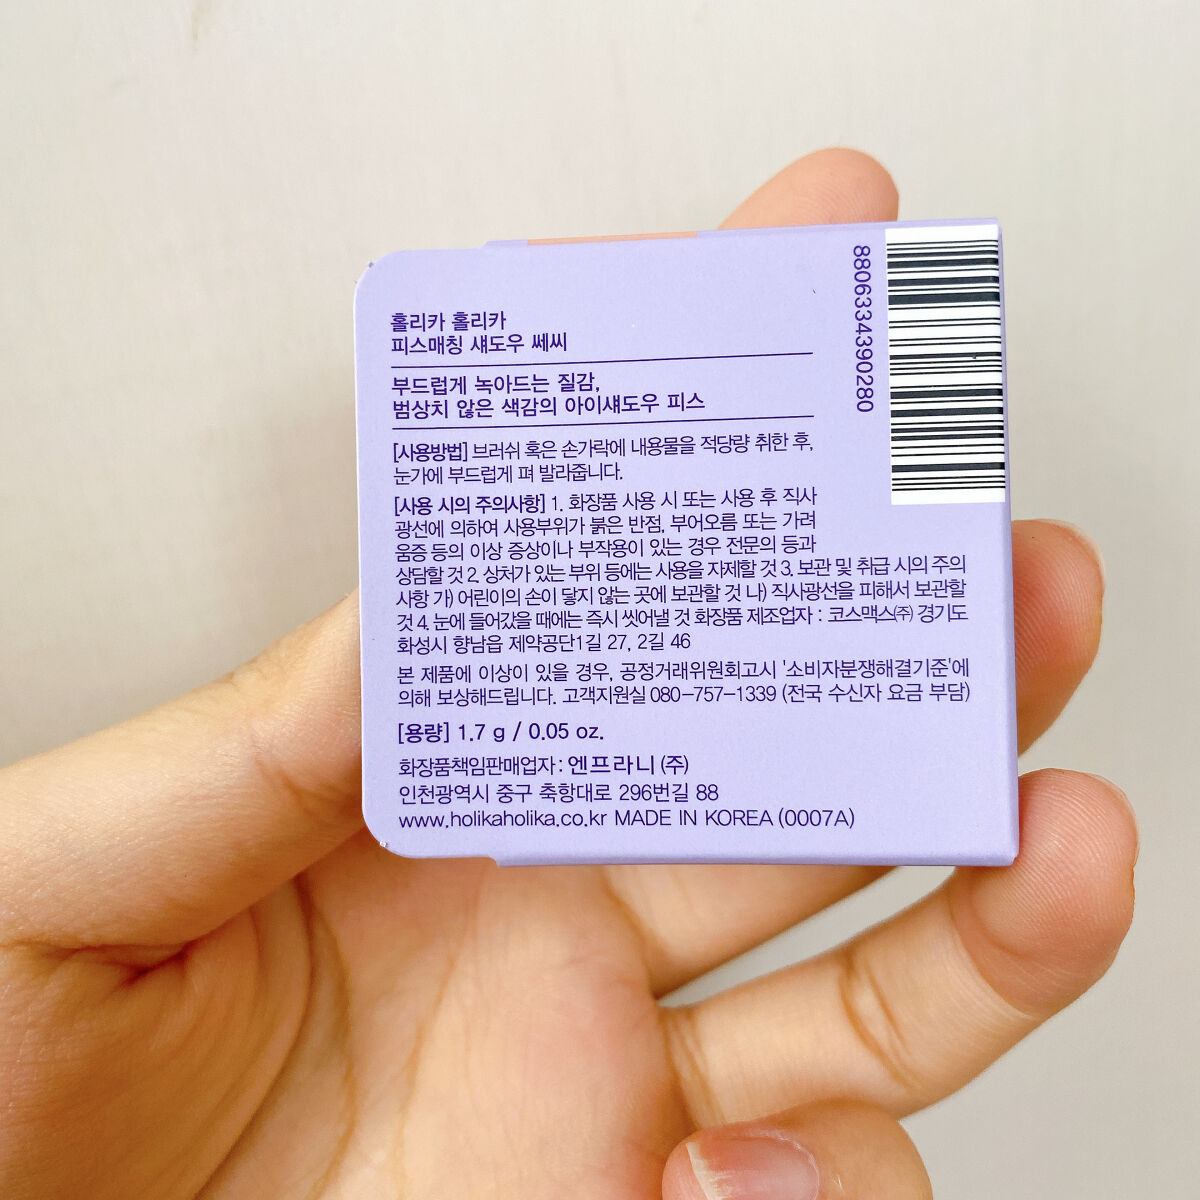 홀리카 홀리카
피스매칭 섀도우 쎄씨
부드럽게 녹아드는 질감,
범상치 않은 색감의 아이섀도우 피스
[사용방법] 브러쉬 혹은 손가락에 내용물을 적당량 취한 후,
눈가에 부드럽게 펴 발라줍니다.
[사용 시의 주의사항] 1. 화장품 사용 시 또는 사용 후 직사
광선에 의하여 사용부위가 붉은 반점, 부어오름 또는 가려
움증 등의 이상 증상이나 부작용이 있는 경우 전문의 등과
상담할 것 2. 상처가 있는 부위 등에는 사용을 자제할 것 3. 보관 및 취급 시의 주의
사항 가) 어린이의 손이 닿지 않는 곳에 보관할 것 나) 직사광선을 피해서 보관할
것 4. 눈에 들어갔을 때에는 즉시 씻어낼 것 화장품 제조업자 : 코스맥스㈜ 경기도
화성시 향남읍 제약공단1길 27, 2길 46
본 제품에 이상이 있을 경우, 공정거래위원회고시 '소비자분쟁해결기준'에
의해 보상해드립니다. 고객지원실 080-757-1339 (전국 수신자 요금 부담)
[용량] 1.7 g / 0.05 oz.
화장품책임판매업자 : 엔프라니 (주)
인천광역시 중구 축항대로 296번길 88
www.holikaholika.co.kr MADE IN KOREA (0007A)
8806334390280